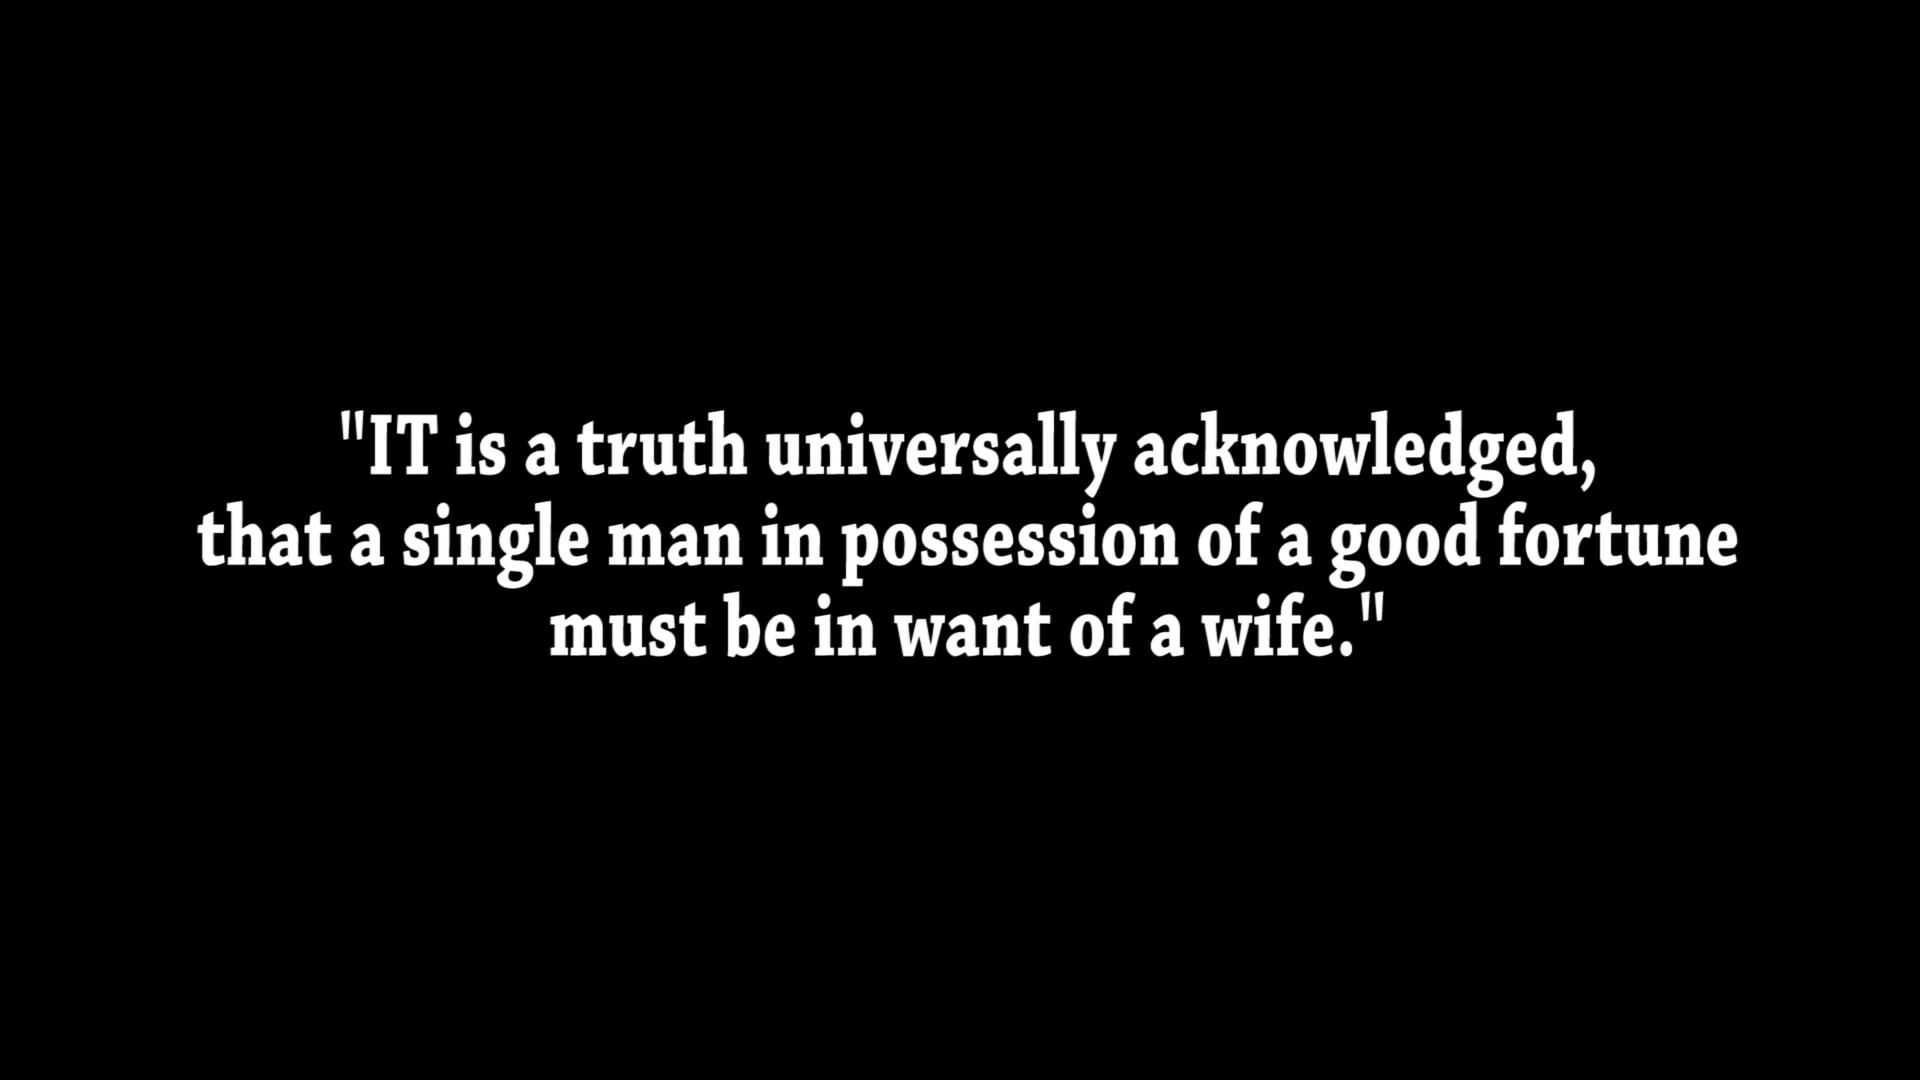 "IT is a truth universally acknowledged,
that a single man in possession of a good fortune
must be in want of a wife."